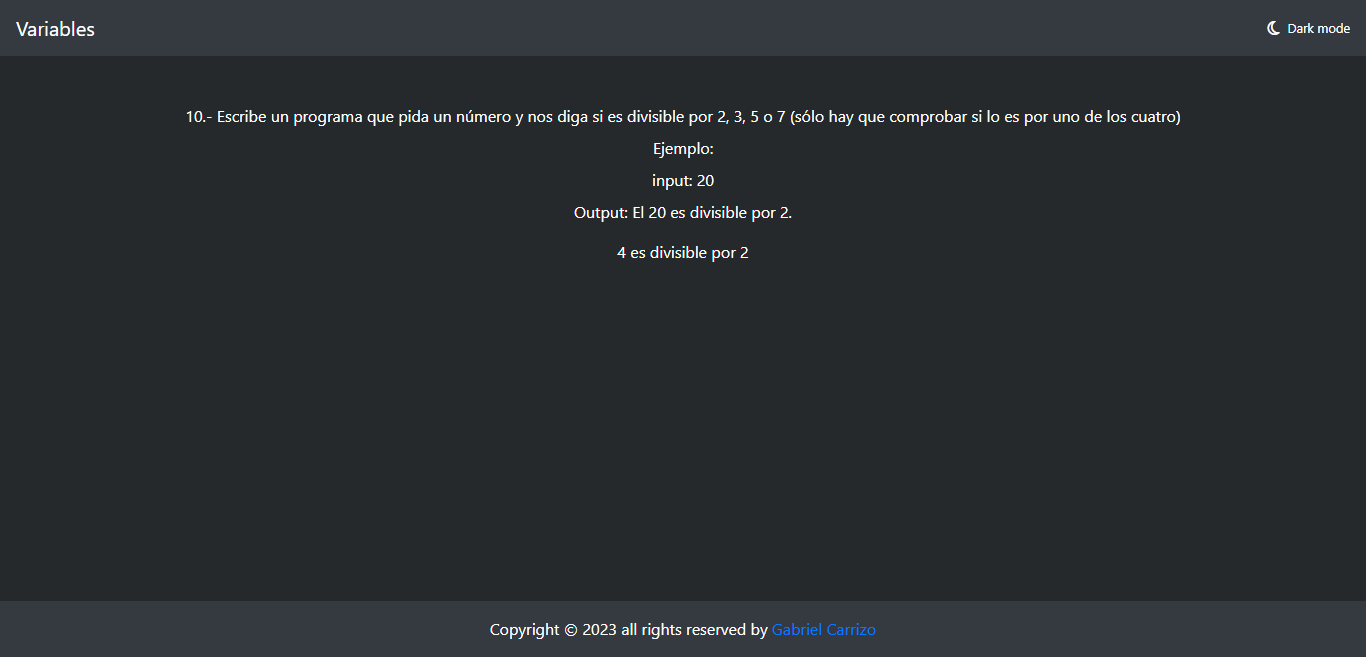 Variables
Dark mode
10.- Escribe un programa que pida un número y nos diga si es divisible por 2, 3, 5 o 7 (sólo hay que comprobar si lo es por uno de los cuatro)
Ejemplo:
input: 20
Output: El 20 es divisible por 2.
4 es divisible por 2
Copyright © 2023 all rights reserved by Gabriel Carrizo